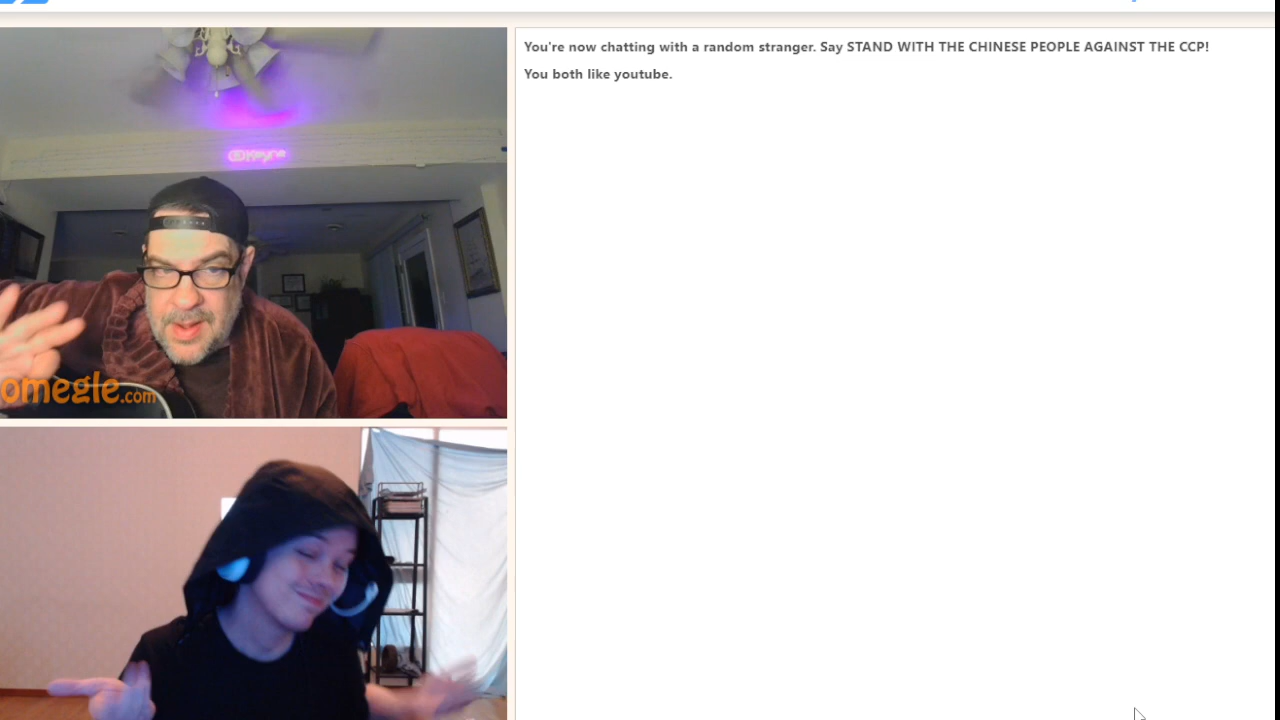 You're now chatting with a random stranger. Say STAND WITH THE CHINESE PEOPLE AGAINST THE CCP!
You both like youtube.
omegle.com